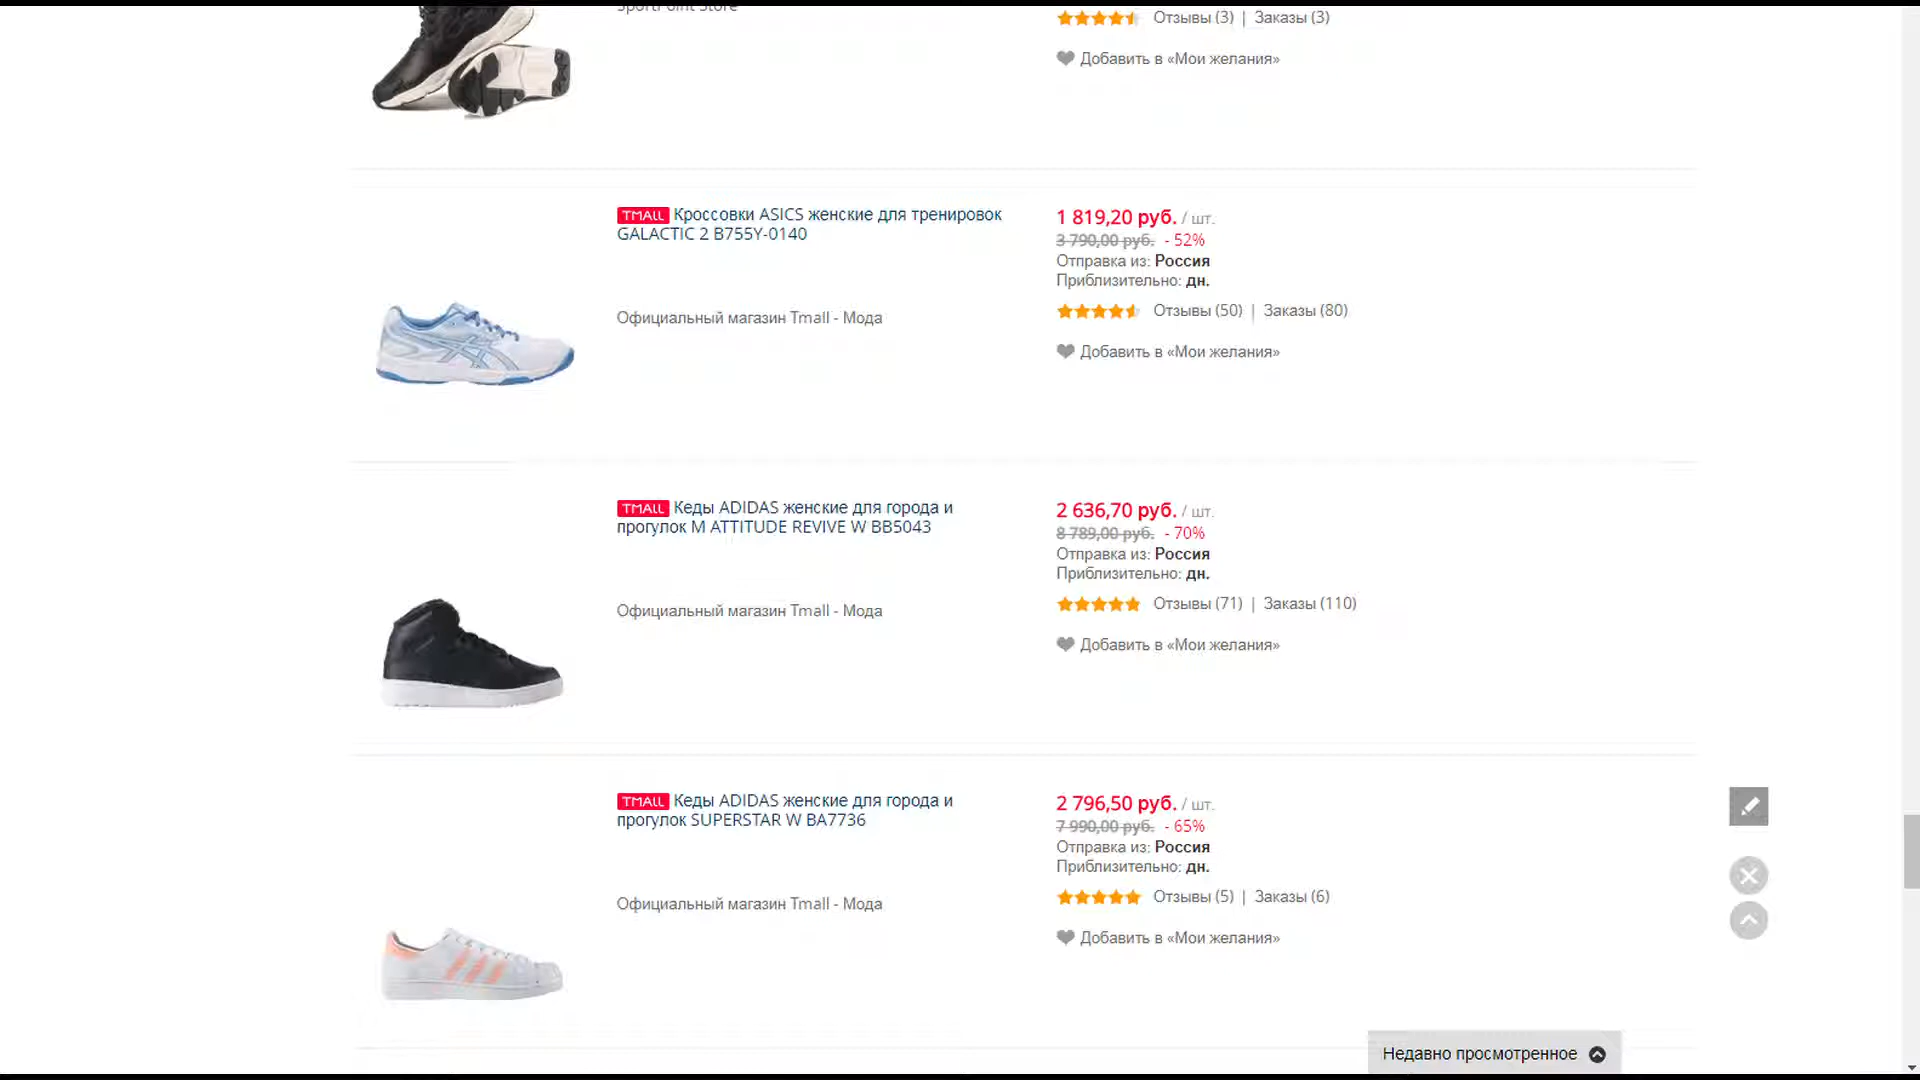 SportPoint Store
Отзывы (3) | Заказы (3)
Добавить в «Мои желания»
TMALL Кроссовки ASICS женские для тренировок
GALACTIC 2 B755Y-0140
Официальный магазин Tmall - Мода
1 819,20 руб. / шт.
3 790,00 руб. - 52%
Отправка из: Россия
Приблизительно: дн.
Отзывы (50) | Заказы (80)
Добавить в «Мои желания»
TMALL Кеды ADIDAS женские для города и
прогулок M ATTITUDE REVIVE W BB5043
Официальный магазин Tmall - Мода
2 636,70 руб. / шт.
8 789,00 руб. - 70%
Отправка из: Россия
Приблизительно: дн.
Отзывы (71) | Заказы (110)
Добавить в «Мои желания»
TMALL Кеды ADIDAS женские для города и
прогулок SUPERSTAR W BA7736
Официальный магазин Tmall - Мода
2 796,50 руб. / шт.
7 990,00 руб. - 65%
Отправка из: Россия
Приблизительно: дн.
Отзывы (5) | Заказы (6)
Добавить в «Мои желания»
Недавно просмотренное